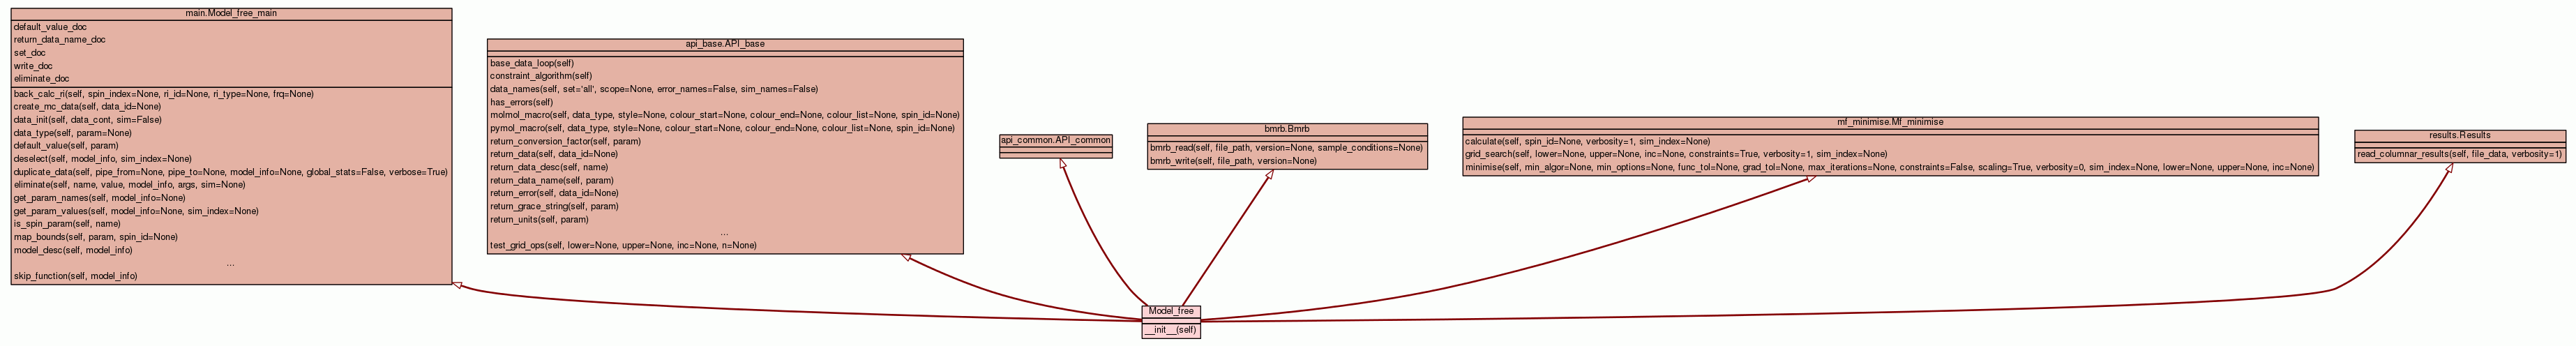 main.Model_free_main
default_value_doc
return_data_name_doc
set_doc
write_doc
eliminate_doc
back_calc_ri(self, spin_index=None, ri_id=None, ri_type=None, frq=None)
create_mc_data(self, data_id=None)
data_init(self, data_cont, sim=False)
data_type(self, param=None)
default_value(self, param)
deselect(self, model_info, sim_index=None)
duplicate_data(self, pipe_from=None, pipe_to=None, model_info=None, global_stats=False, verbose=True)
eliminate(self, name, value, model_info, args, sim=None)
get_param_names(self, model_info=None)
get_param_values(self, model_info=None, sim_index=None)
is_spin_param(self, name)
map_bounds(self, param, spin_id=None)
model_desc(self, model_info)
...
skip_function(self, model_info)
api_base.API_base
base_data_loop(self)
constraint_algorithm(self)
data_names(self, set='all', scope=None, error_names=False, sim_names=False)
has_errors(self)
molmol_macro(self, data_type, style=None, colour_start=None, colour_end=None, colour_list=None, spin_id=None)
pymol_macro(self, data_type, style=None, colour_start=None, colour_end=None, colour_list=None, spin_id=None)
return_conversion_factor(self, param)
return_data(self, data_id=None)
return_data_desc(self, name)
return_data_name(self, param)
return_error(self, data_id=None)
return_grace_string(self, param)
return_units(self, param)
...
test_grid_ops(self, lower=None, upper=None, inc=None, n=None)
api_common.API_common
bmrb.Bmrb
bmrb_read(self, file_path, version=None, sample_conditions=None)
bmrb_write(self, file_path, version=None)
mf_minimise.Mf_minimise
calculate(self, spin_id=None, verbosity=1, sim_index=None)
grid_search(self, lower=None, upper=None, inc=None, constraints=True, verbosity=1, sim_index=None)
minimise(self, min_algor=None, min_options=None, func_tol=None, grad_tol=None, max_iterations=None, constraints=False, scaling=True, verbosity=0, sim_index=None, lower=None, upper=None, inc=None)
results.Results
read_columnar_results(self, file_data, verbosity=1)
Model_free
__init__(self)